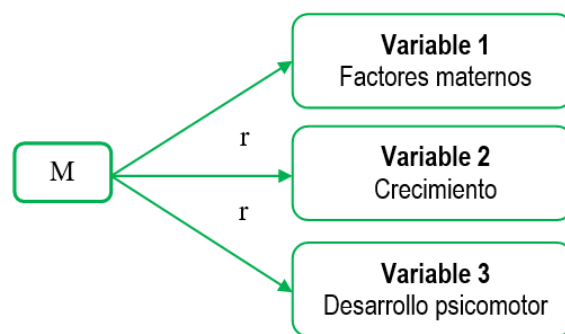 Variable 1
Factores maternos
r
M
Variable 2
Crecimiento
r
Variable 3
Desarrollo psicomotor